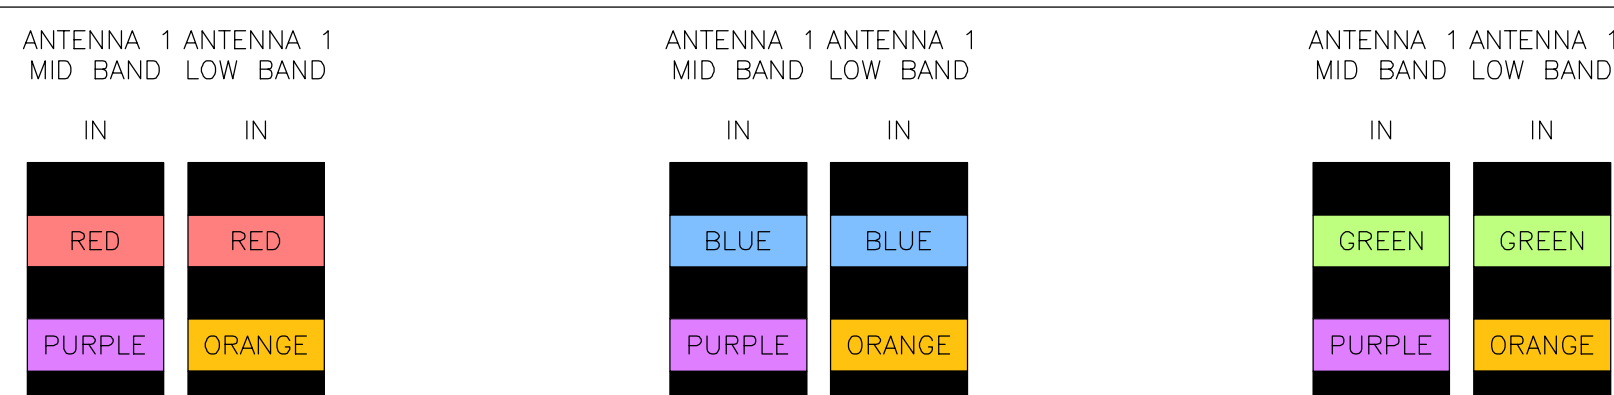 ANTENNA 1 ANTENNA 1 ANTENNA 1 ANTENNA 1 ANTENNA 1 ANTENNA 1
MID BAND LOW BAND MID BAND LOW BAND MID BAND LOW BAND
IN IN IN IN IN IN
RED RED BLUE BLUE GREEN GREEN
PURPLE ORANGE PURPLE ORANGE PURPLE ORANGE